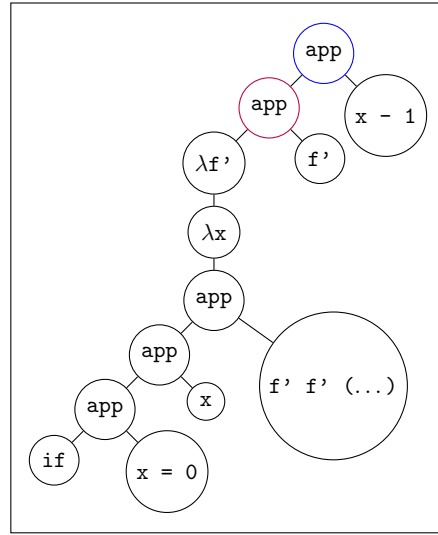 app
app
x - 1
λf'
f'
λx
app
app
f' f' (...)
app
x
if
x = 0